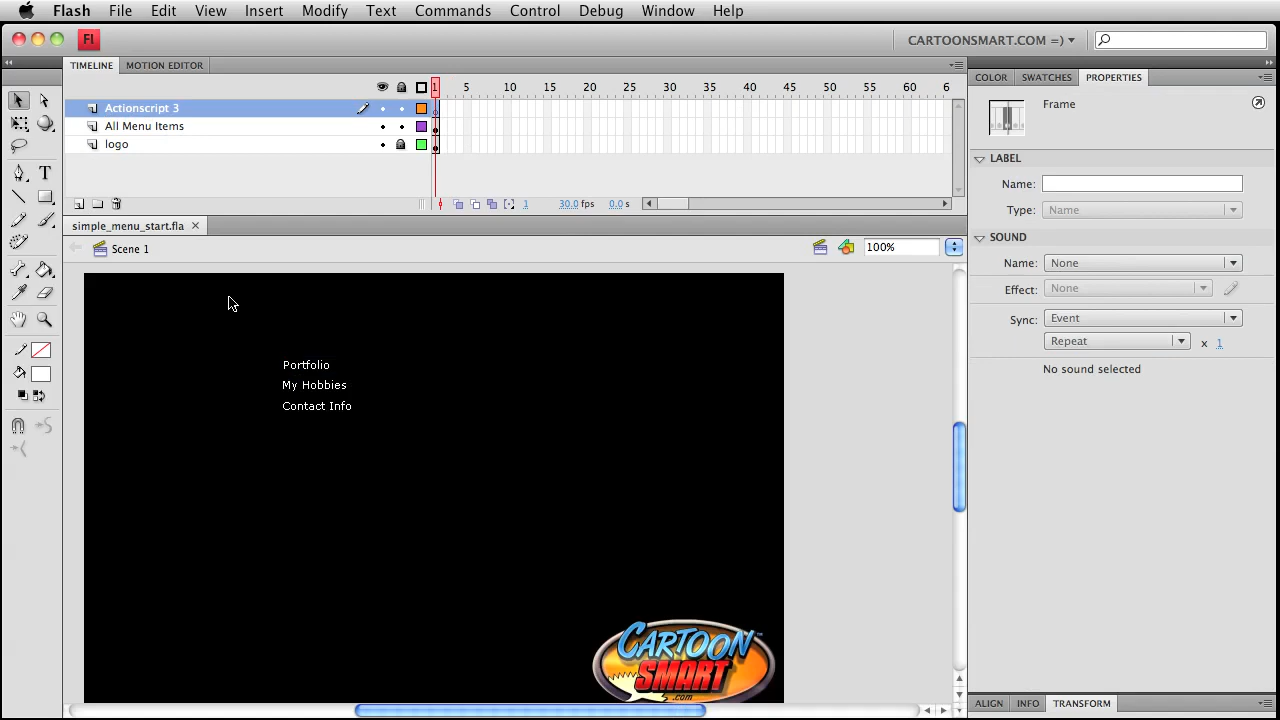 Flash File Edit View Insert Modify Text Commands Control Debug Window Help
Fl CARTOONSMART.COM =)
TIMELINE MOTION EDITOR
1 5 10 15 20 25 30 35 40 45 50 55 60 6
Actionscript 3
All Menu Items
logo
1 30.0 fps 0.0 s
simple_menu_start.fla
Scene 1
100%
Portfolio
My Hobbies
Contact Info
CARTOON
SMART
.com
COLOR SWATCHES PROPERTIES
Frame
LABEL
Name:
Type: Name
SOUND
Name: None
Effect: None
Sync: Event
Repeat x 1
No sound selected
ALIGN INFO TRANSFORM